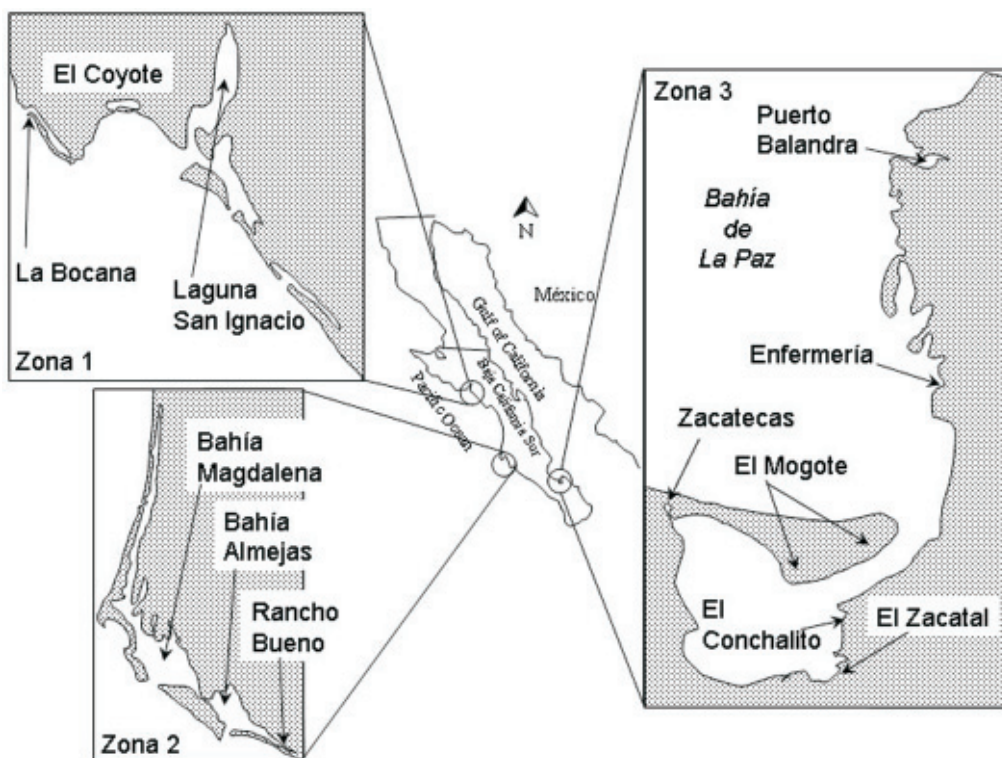 El Coyote
La Bocana
Laguna
San Ignacio
Zona 1
Bahía
Magdalena
Bahía
Almejas
Rancho
Bueno
Zona 2
N
México
Gulf of California
Baja California Sur
Pacific Ocean
Zona 3
Puerto
Balandra
Bahía
de
La Paz
Enfermería
Zacatecas
El Mogote
El
Conchalito
El Zacatal